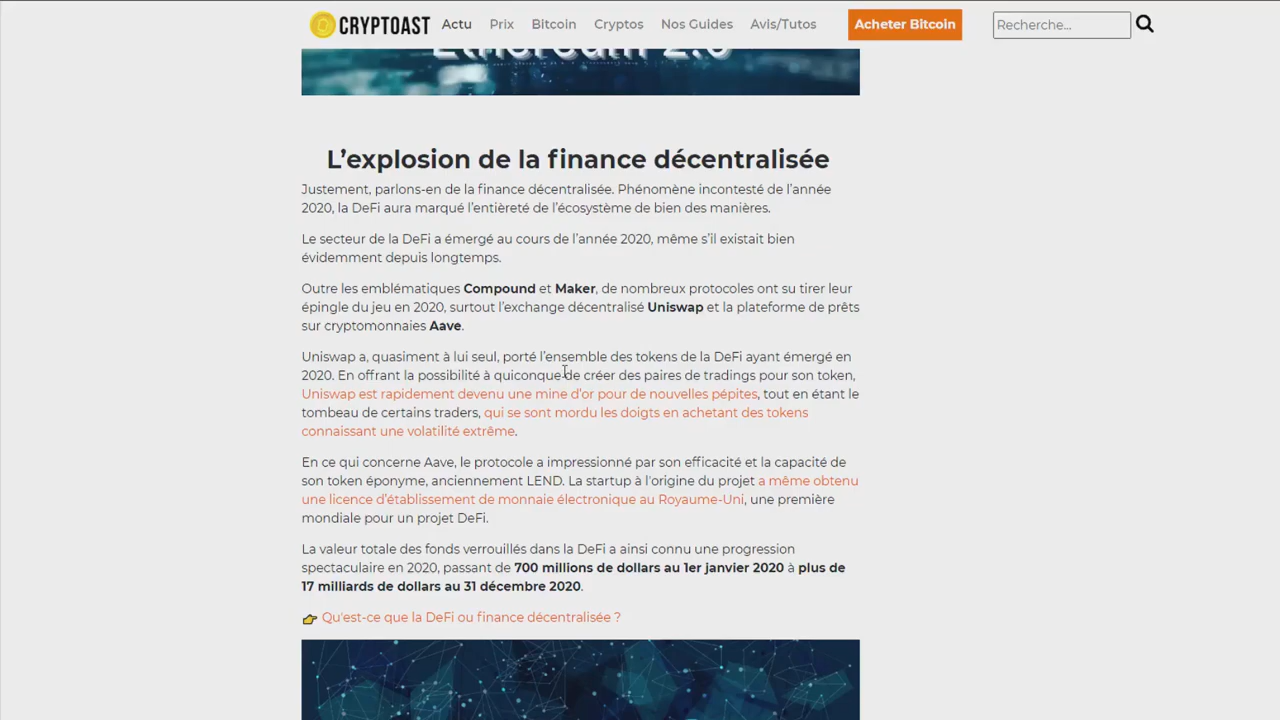 CRYPTOAST Actu Prix Bitcoin Cryptos Nos Guides Avis/Tutos Acheter Bitcoin Recherche...
Ethereum 2.0
L’explosion de la finance décentralisée
Justement, parlons-en de la finance décentralisée. Phénomène incontesté de l’année
2020, la DeFi aura marqué l’entièreté de l’écosystème de bien des manières.
Le secteur de la DeFi a émergé au cours de l’année 2020, même s’il existait bien
évidemment depuis longtemps.
Outre les emblématiques Compound et Maker, de nombreux protocoles ont su tirer leur
épingle du jeu en 2020, surtout l’exchange décentralisé Uniswap et la plateforme de prêts
sur cryptomonnaies Aave.
Uniswap a, quasiment à lui seul, porté l’ensemble des tokens de la DeFi ayant émergé en
2020. En offrant la possibilité à quiconque de créer des paires de tradings pour son token,
Uniswap est rapidement devenu une mine d’or pour de nouvelles pépites, tout en étant le
tombeau de certains traders, qui se sont mordu les doigts en achetant des tokens
connaissant une volatilité extrême.
En ce qui concerne Aave, le protocole a impressionné par son efficacité et la capacité de
son token éponyme, anciennement LEND. La startup à l'origine du projet a même obtenu
une licence d’établissement de monnaie électronique au Royaume-Uni, une première
mondiale pour un projet DeFi.
La valeur totale des fonds verrouillés dans la DeFi a ainsi connu une progression
spectaculaire en 2020, passant de 700 millions de dollars au 1er janvier 2020 à plus de
17 milliards de dollars au 31 décembre 2020.
👉 Qu'est-ce que la DeFi ou finance décentralisée ?